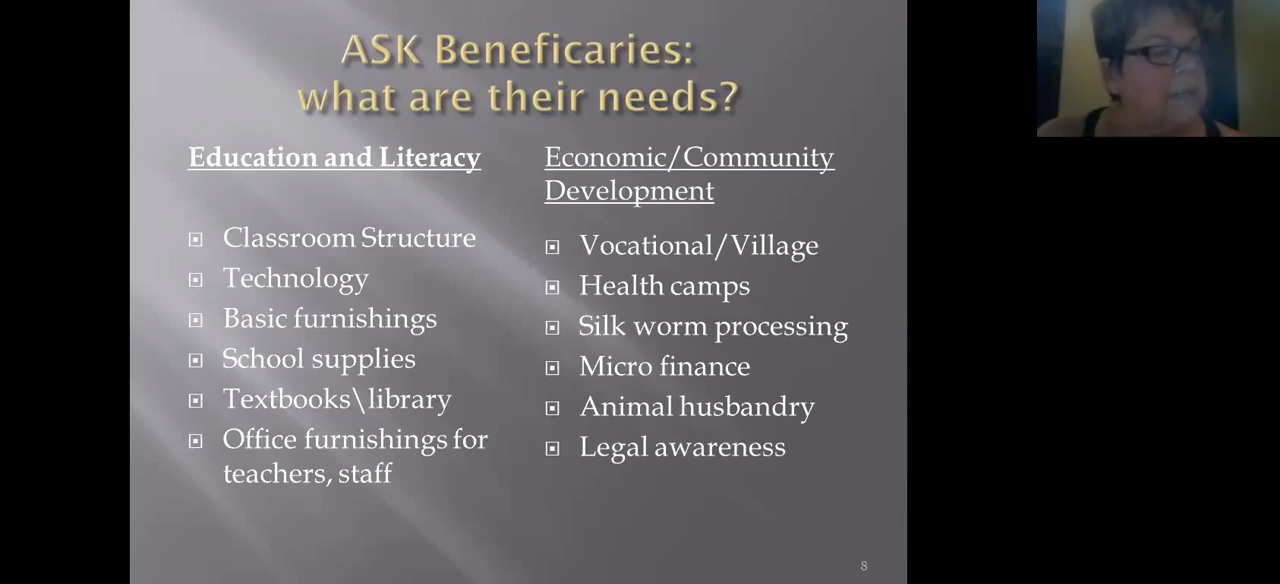 ASK Beneficaries:
what are their needs?
Education and Literacy
Classroom Structure
Technology
Basic furnishings
School supplies
Textbooks\library
Office furnishings for
teachers, staff
Economic/Community
Development
Vocational/Village
Health camps
Silk worm processing
Micro finance
Animal husbandry
Legal awareness
8